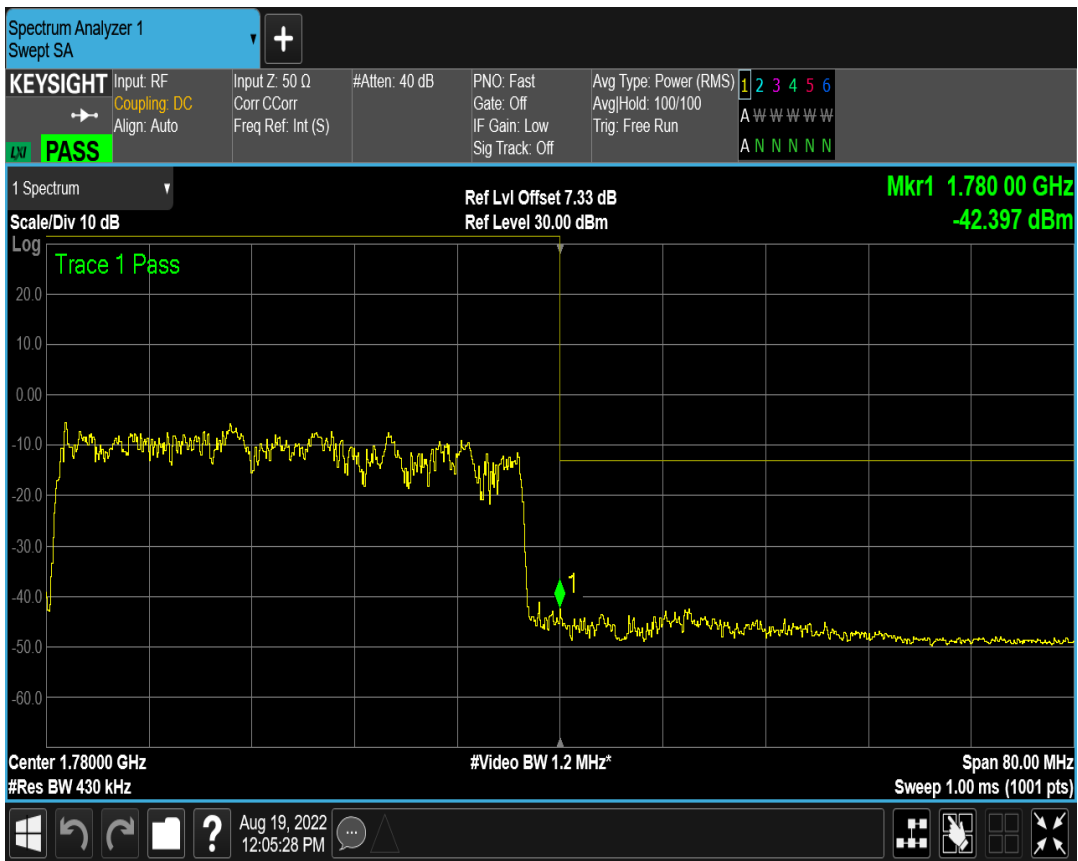 Spectrum Analyzer 1
Swept SA
+
KEYSIGHT
Input: RF
Coupling: DC
Align: Auto
LXI
PASS
Input Z: 50 Ω
Corr CCorr
Freq Ref: Int (S)
#Atten: 40 dB
PNO: Fast
Gate: Off
IF Gain: Low
Sig Track: Off
Avg Type: Power (RMS)
Avg|Hold: 100/100
Trig: Free Run
1 2 3 4 5 6
A W W W W W
A N N N N N
1 Spectrum
Scale/Div 10 dB
Ref Lvl Offset 7.33 dB
Ref Level 30.00 dBm
Mkr1 1.780 00 GHz
-42.397 dBm
Log
Trace 1 Pass
20.0
10.0
0.00
-10.0
-20.0
-30.0
-40.0
1
-50.0
-60.0
Center 1.78000 GHz
#Video BW 1.2 MHz*
Span 80.00 MHz
#Res BW 430 kHz
Sweep 1.00 ms (1001 pts)
?
Aug 19, 2022
12:05:28 PM